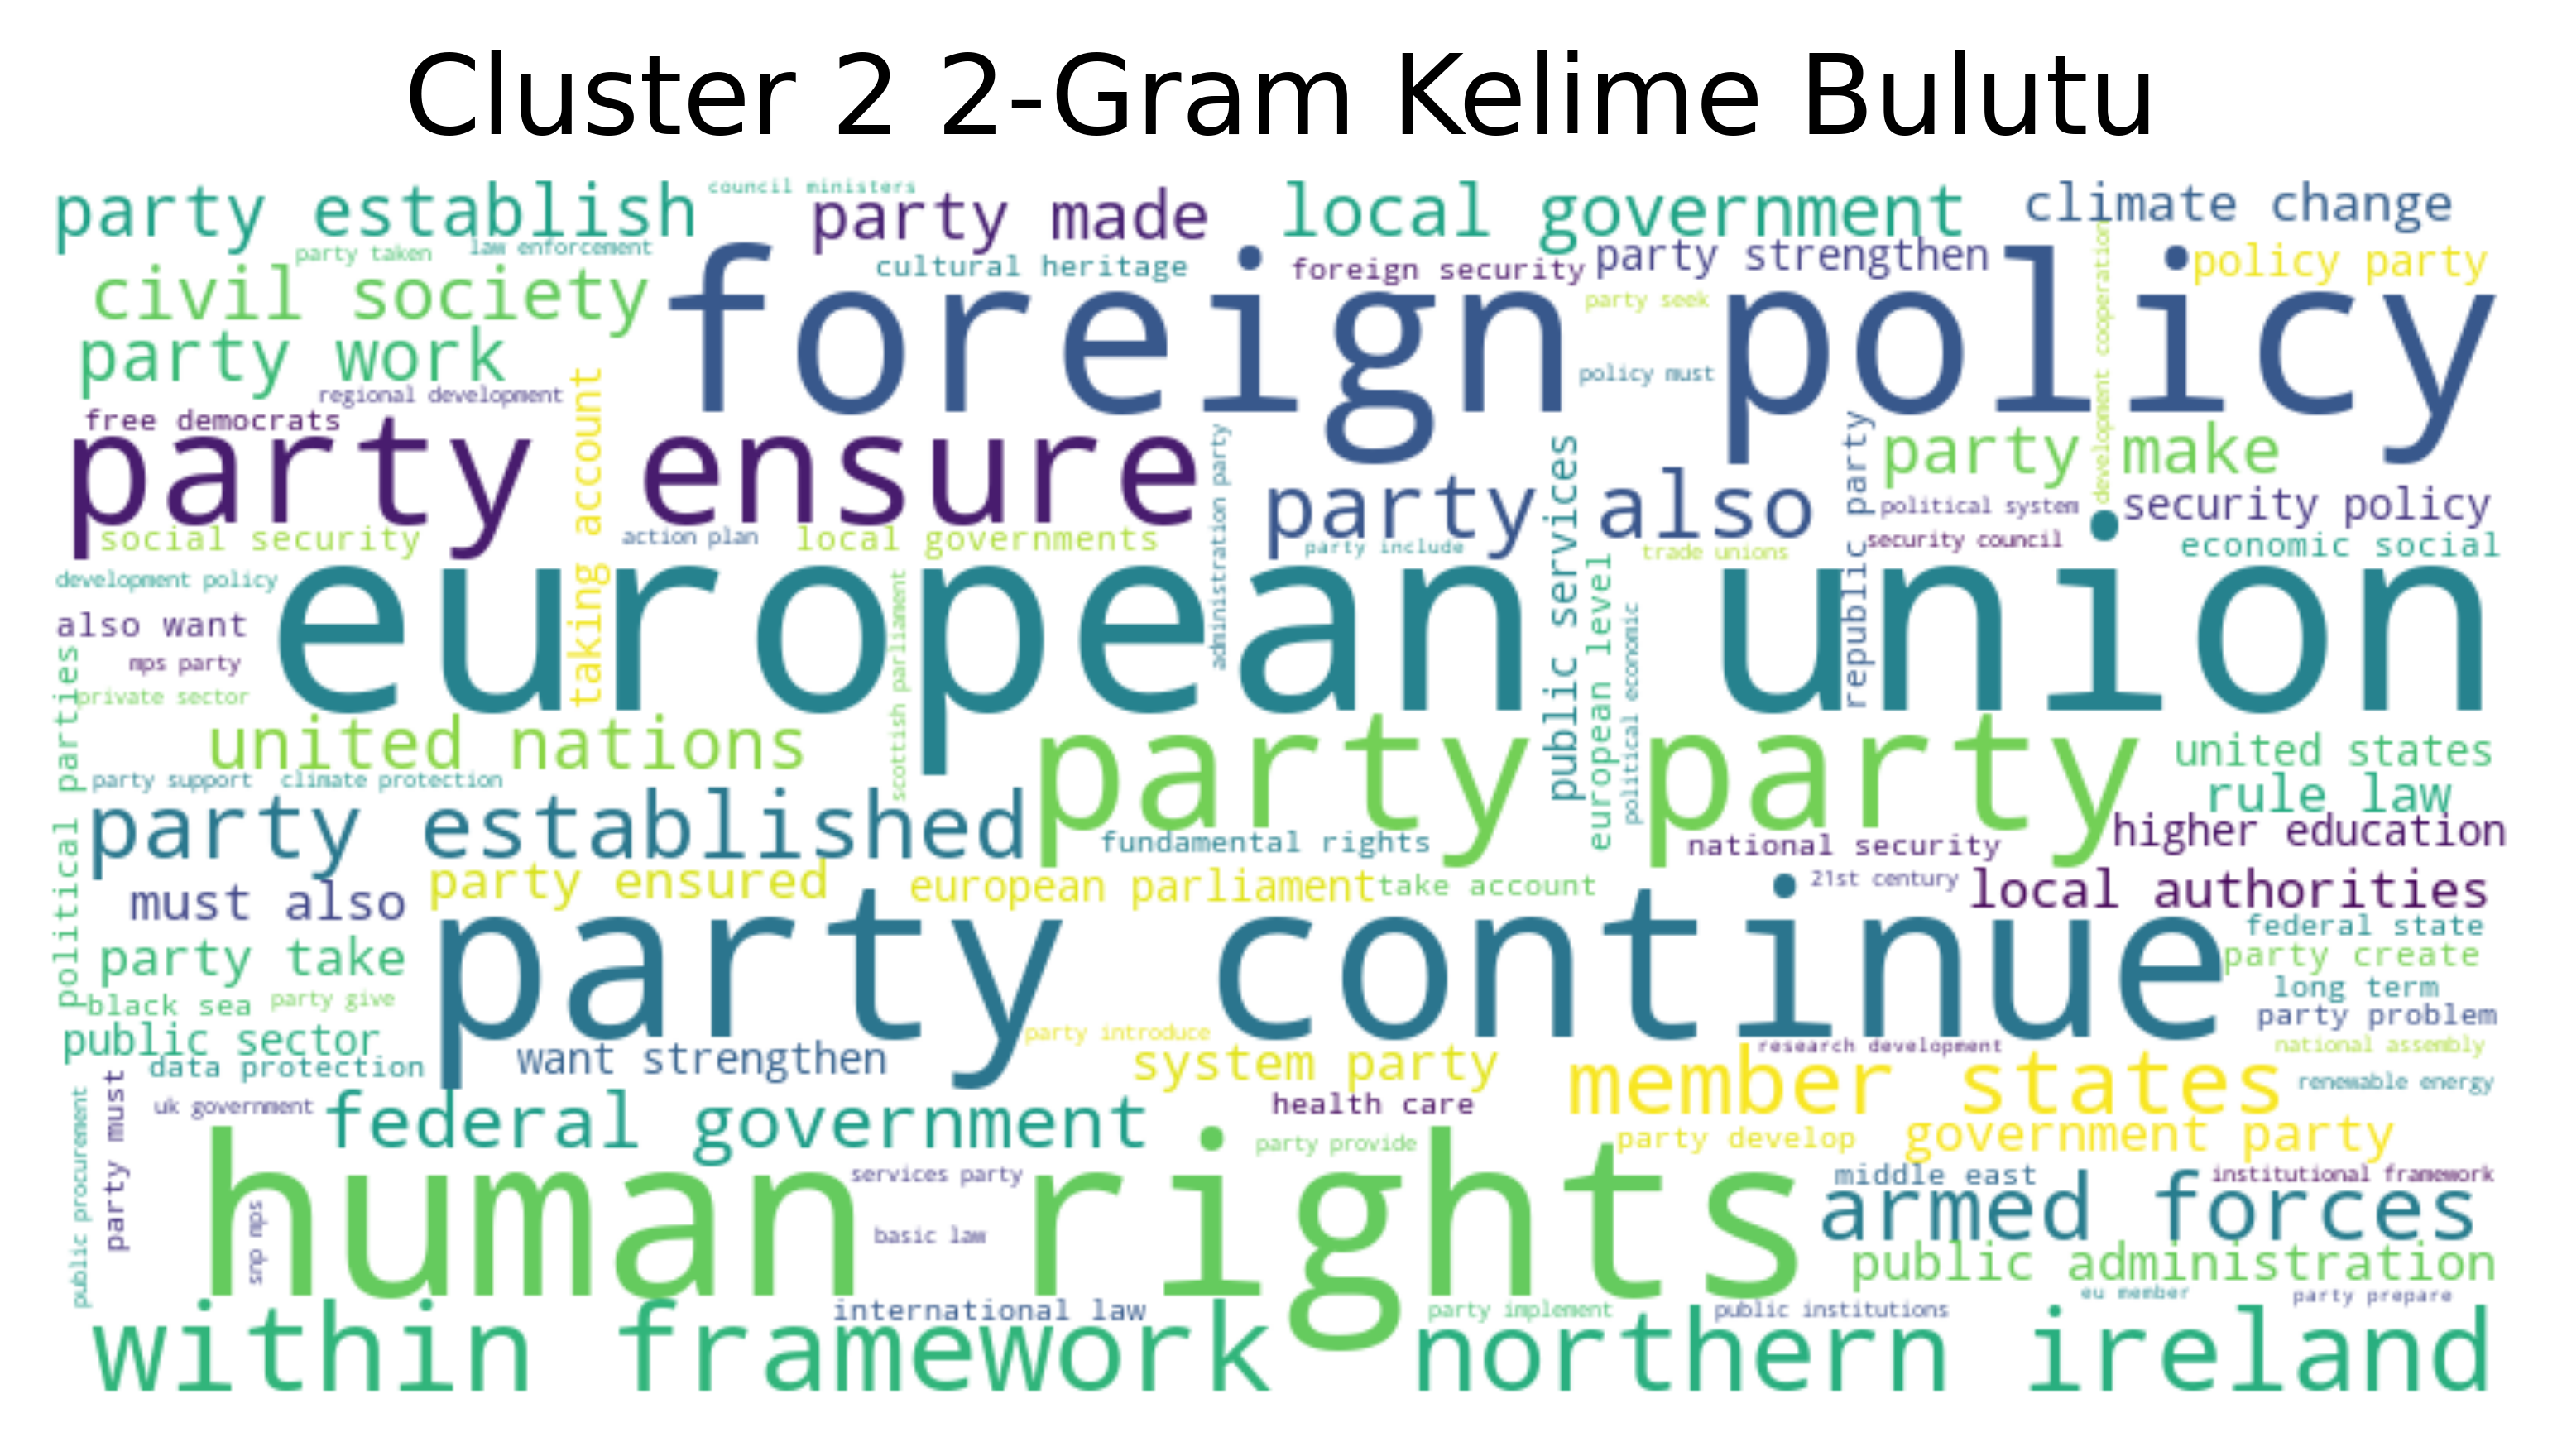 Cluster 2 2-Gram Kelime Bulutu
party establish
council ministers
party made
local government
climate change
party taken
law enforcement
cultural heritage
foreign security
party strengthen
policy party
civil society
foreign policy
party seek
development cooperation
party work
policy must
regional development
taking account
free democrats
party ensure
administration party
party also
public services
republic party
party make
political system
security policy
social security
action plan
local governments
party include
trade unions
security council
economic social
development policy
european union
european level
scottish parliament
political economic
also want
mps party
private sector
political parties
united nations
party party
united states
party support
climate protection
rule law
party established
fundamental rights
national security
higher education
must also
party ensured
european parliament
take account
21st century
local authorities
party continue
federal state
party take
party create
black sea
party give
long term
party problem
public sector
party introduce
research development
national assembly
data protection
want strengthen
system party
member states
renewable energy
public procurement
party must
uk government
federal government
health care
party provide
party develop
government party
human rights
services party
middle east
institutional framework
snp mps
basic law
armed forces
public administration
international law
party implement
public institutions
eu member
party prepare
within framework
northern ireland